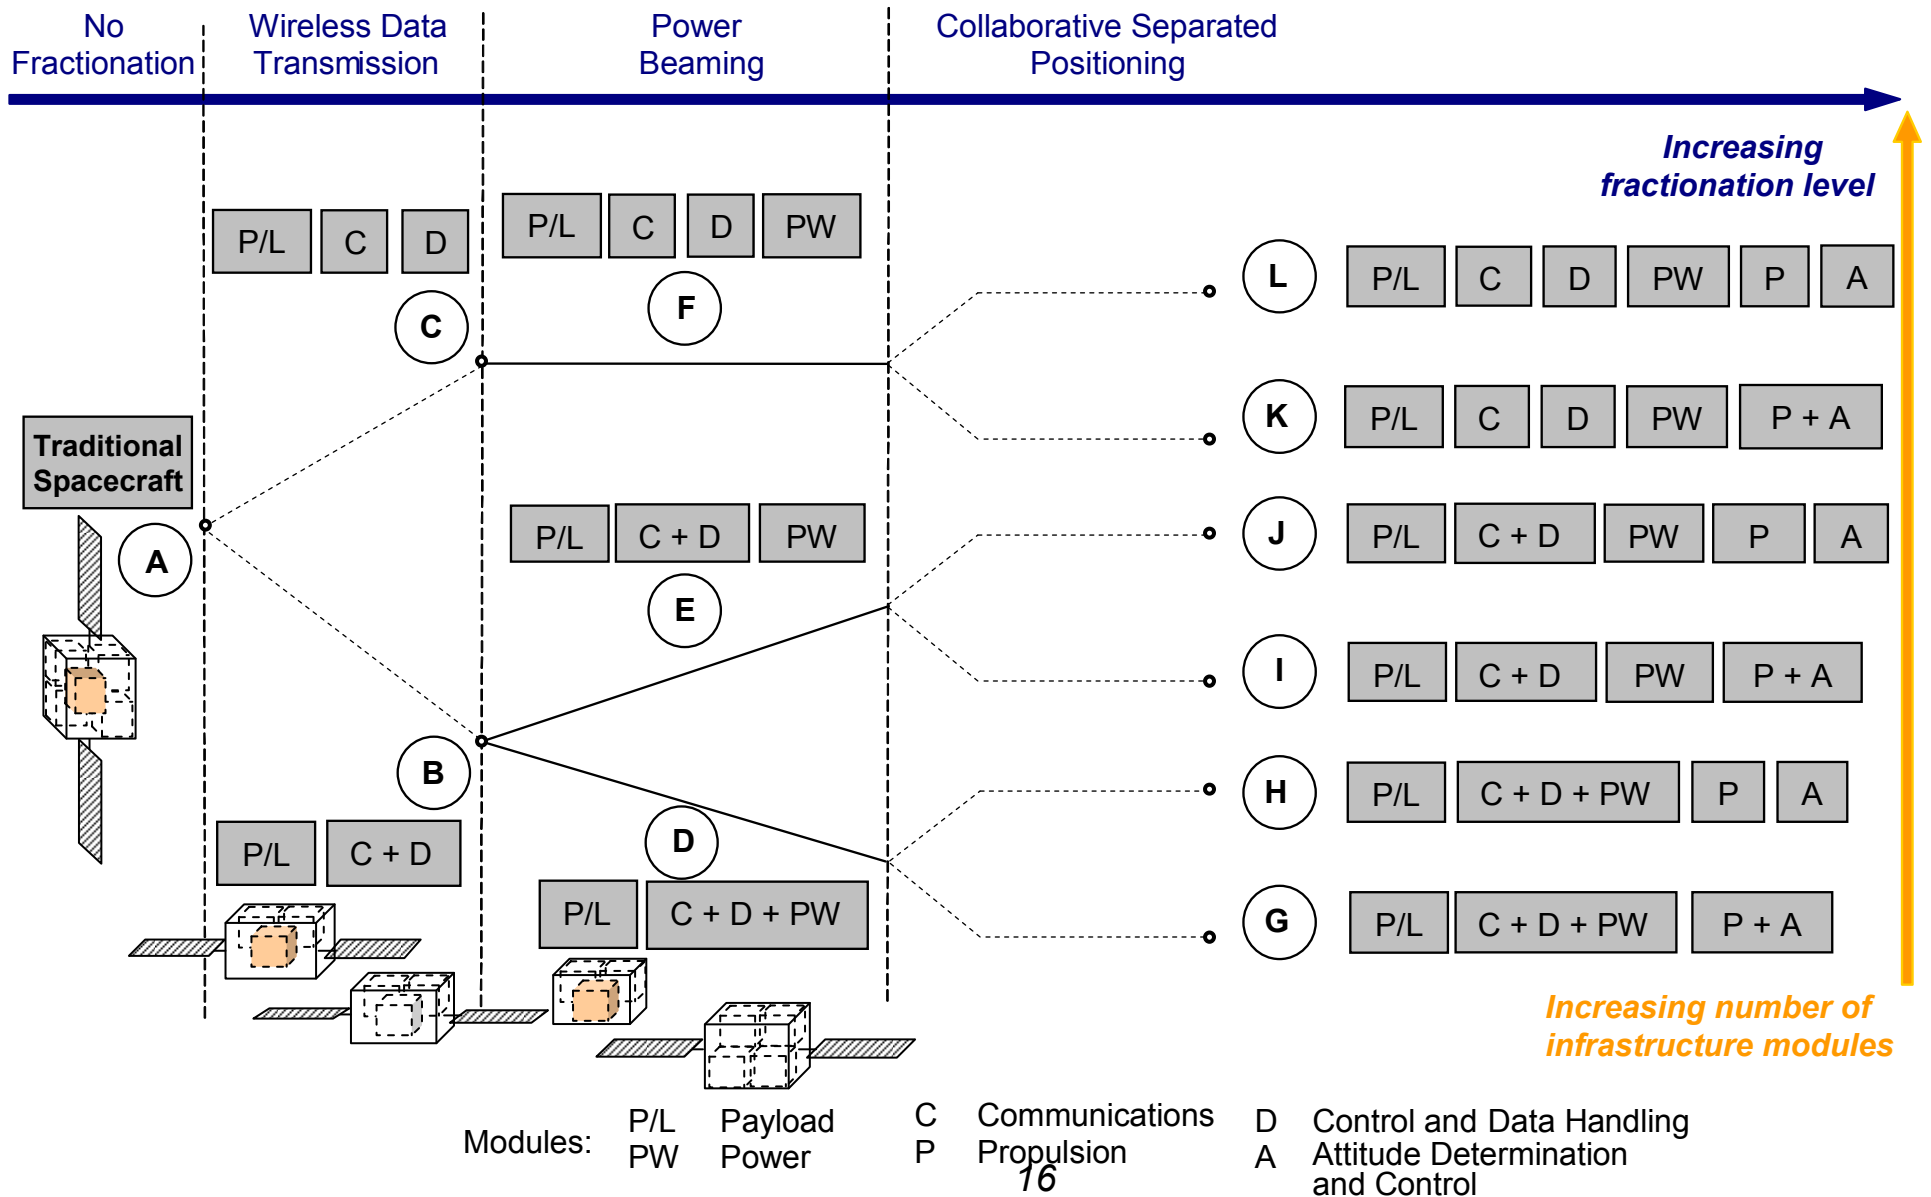 No
Fractionation
Wireless Data
Transmission
Power
Beaming
Collaborative Separated
Positioning
Increasing
fractionation level
P/L C D
C
P/L C D PW
F
L P/L C D PW P A
K P/L C D PW P + A
Traditional
Spacecraft
A
P/L C + D PW
E
J P/L C + D PW P A
I P/L C + D PW P + A
B
P/L C + D
D
P/L C + D + PW
H P/L C + D + PW P A
G P/L C + D + PW P + A
Increasing number of
infrastructure modules
Modules:
P/L Payload
PW Power
C Communications
P Propulsion
D Control and Data Handling
A Attitude Determination
and Control
16